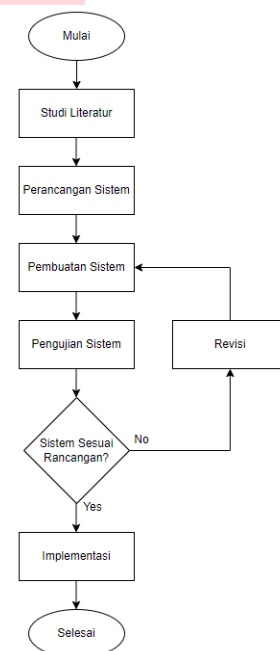 Mulai
Studi Literatur
Perancangan Sistem
Pembuatan Sistem
Pengujian Sistem
Revisi
Sistem Sesuai
Rancangan?
No
Yes
Implementasi
Selesai